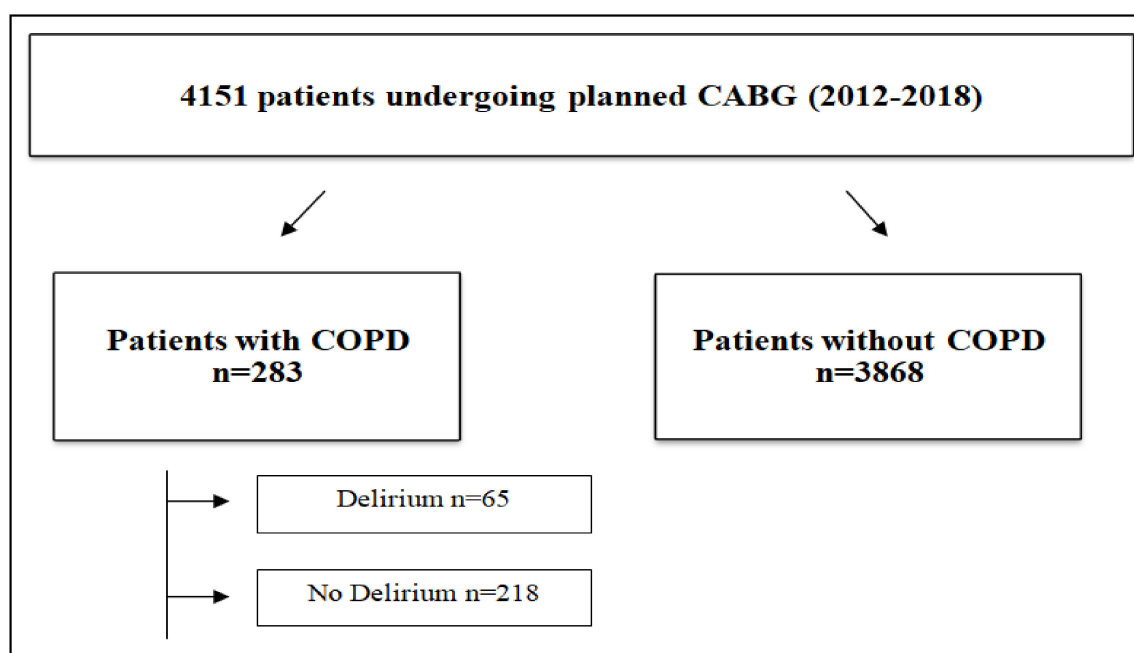 4151 patients undergoing planned CABG (2012-2018)
Patients with COPD
n=283
Patients without COPD
n=3868
Delirium n=65
No Delirium n=218